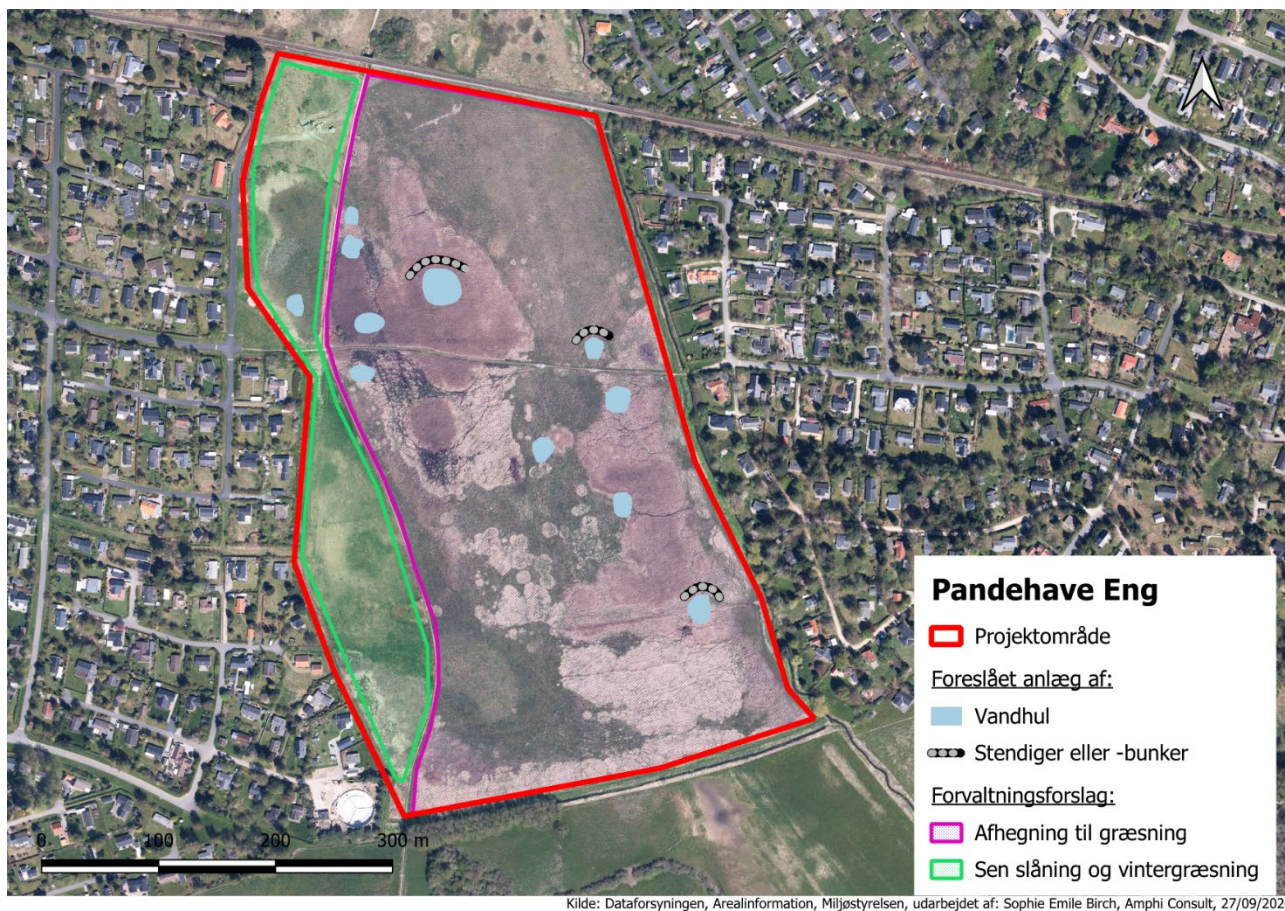 Pandehave Eng
Projektområde
Foreslået anlæg af:
Vandhul
Stendiger eller -bunker
Forvaltningsforslag:
Afhegning til græsning
Sen slåning og vintergræsning
0 100 200 300 m
Kilde: Dataforsyningen, Arealinformation, Miljøstyrelsen, udarbejdet af: Sophie Emile Birch, Amphi Consult, 27/09/202